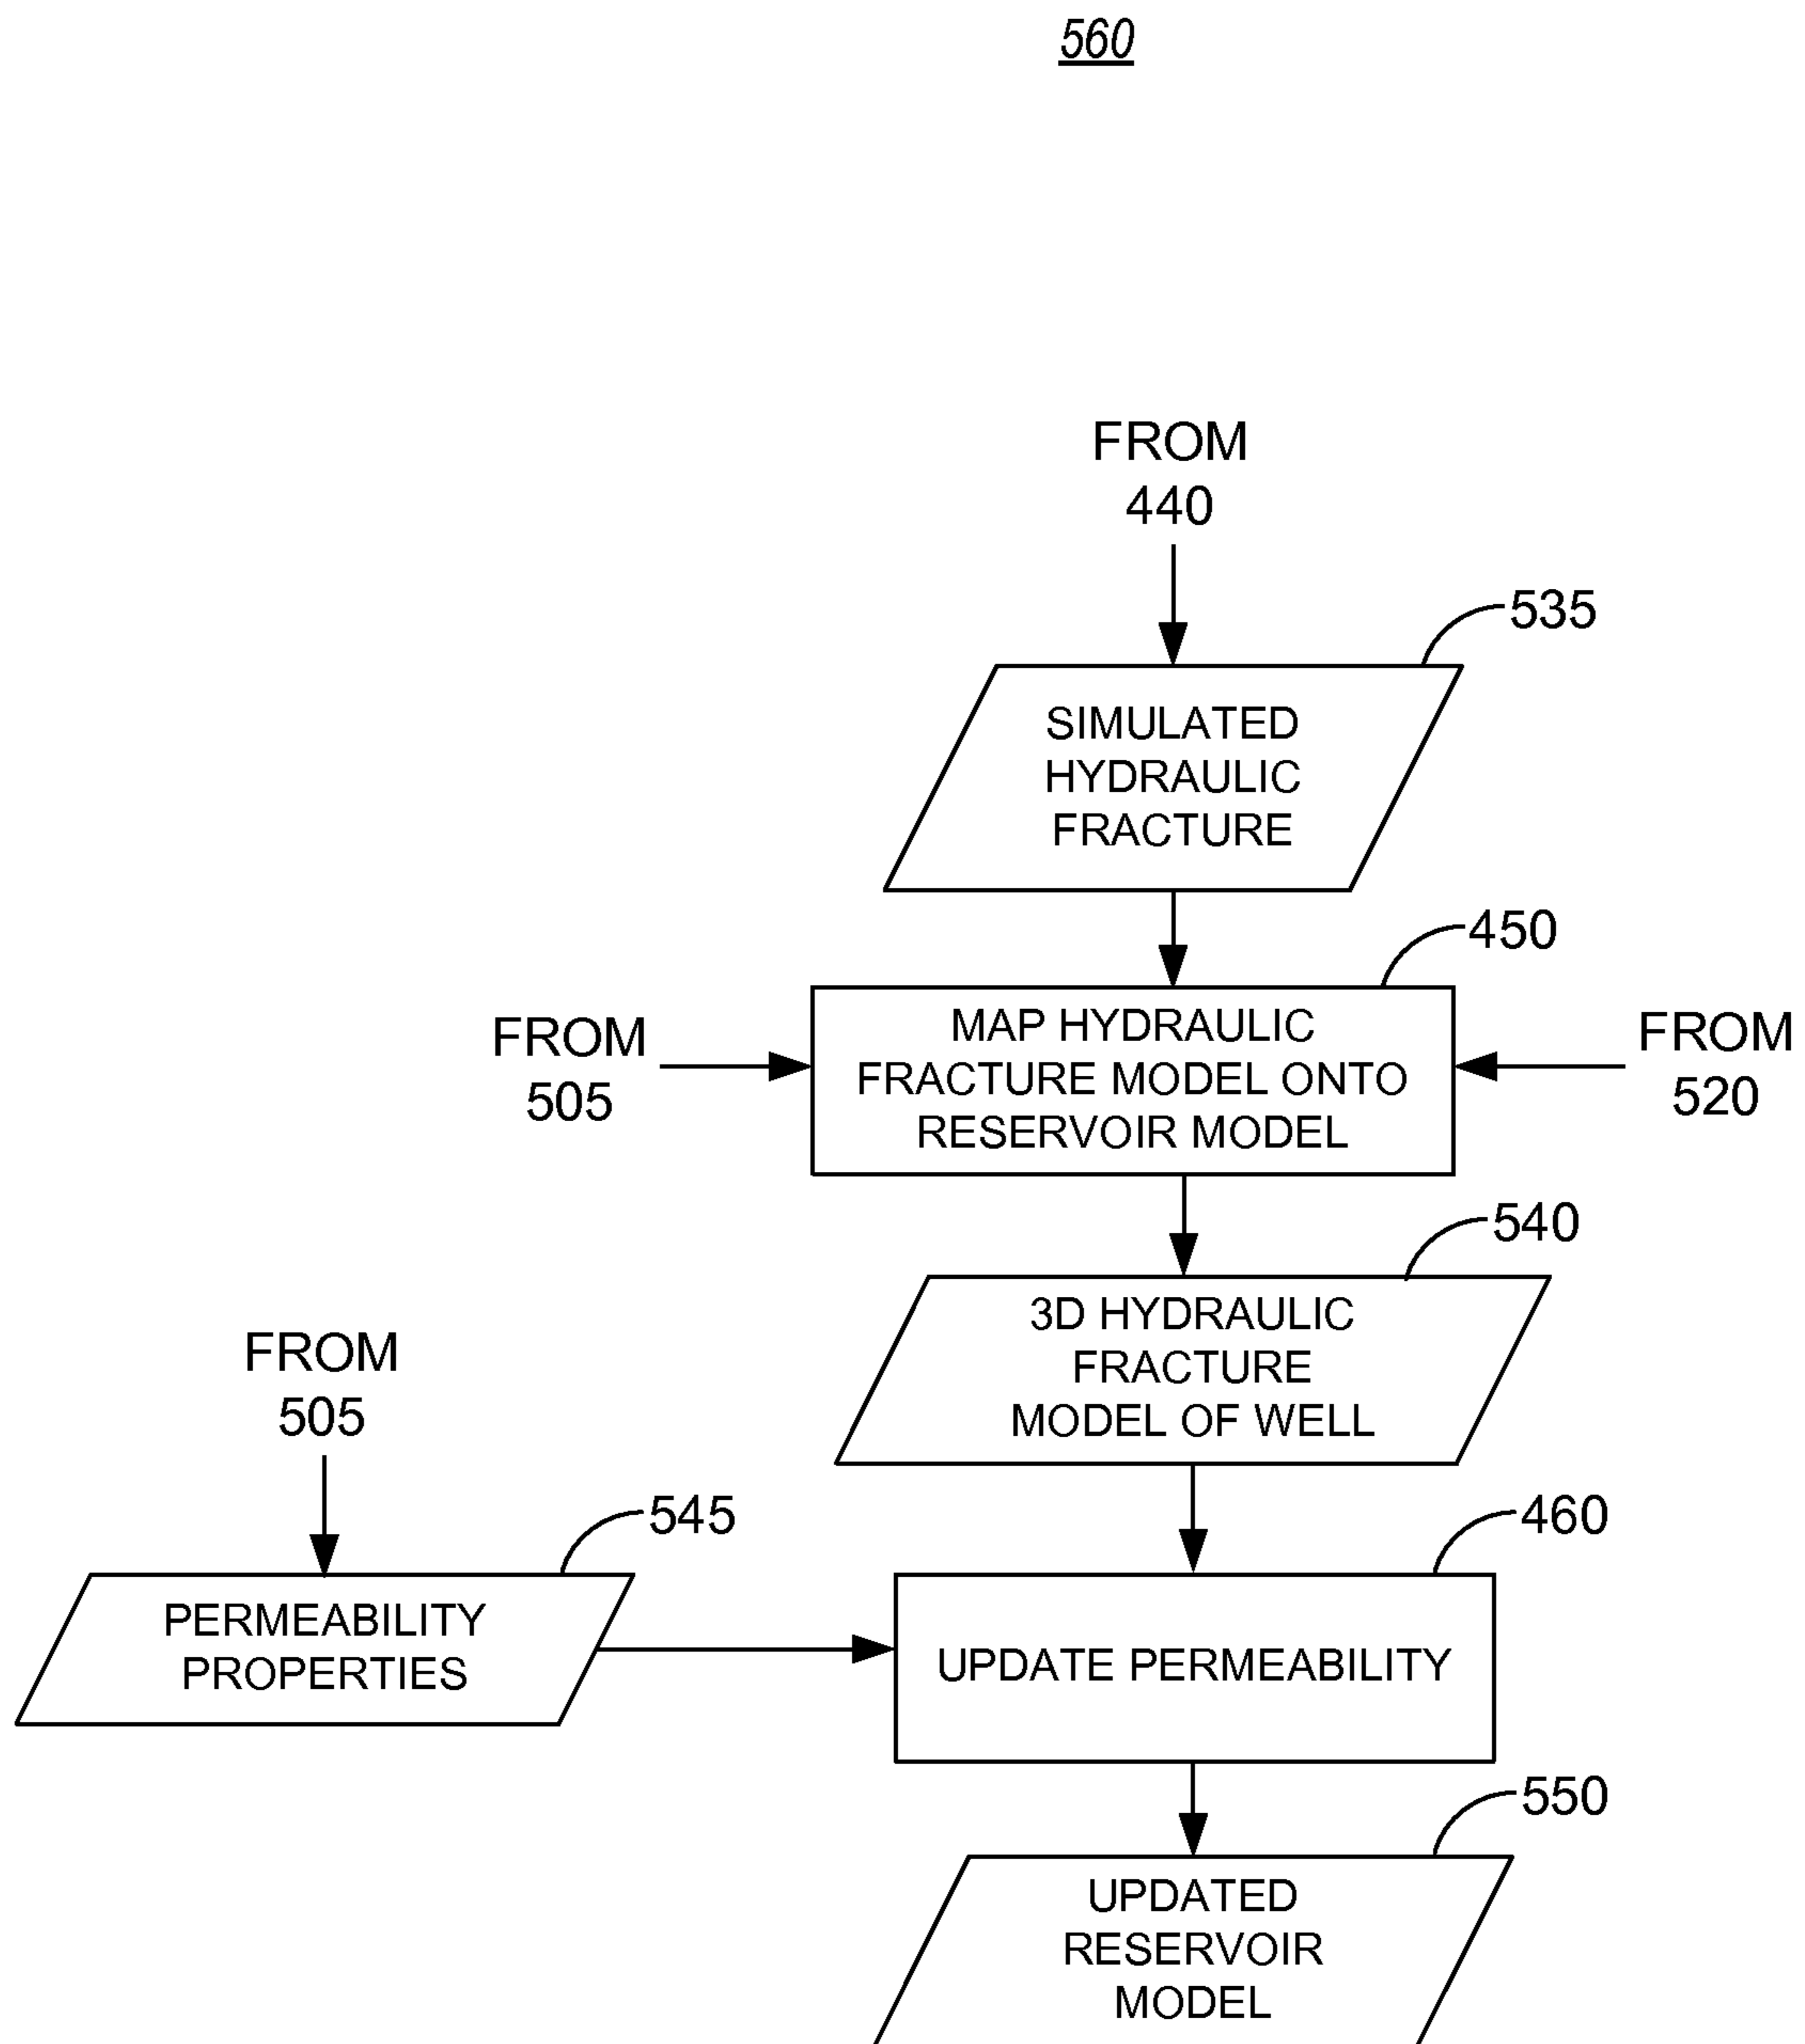 560
FROM
440
535
SIMULATED
HYDRAULIC
FRACTURE
450
FROM
505
MAP HYDRAULIC
FRACTURE MODEL ONTO
RESERVOIR MODEL
FROM
520
540
3D HYDRAULIC
FRACTURE
MODEL OF WELL
FROM
505
545
PERMEABILITY
PROPERTIES
460
UPDATE PERMEABILITY
550
UPDATED
RESERVOIR
MODEL